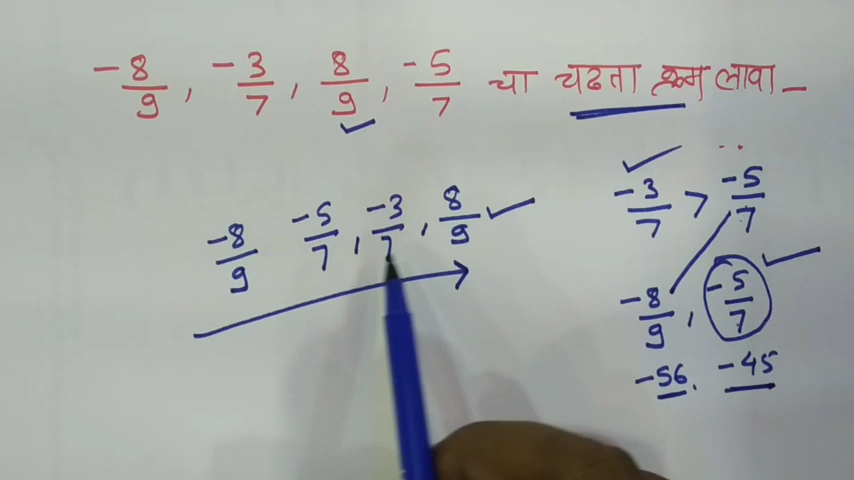 -8/9, -3/7, 8/9, -5/7 चा चढता क्रम लावा _
-8/9 -5/7, -3/7, 8/9
-3/7 > -5/7
-8/9, -5/7
-56, -45